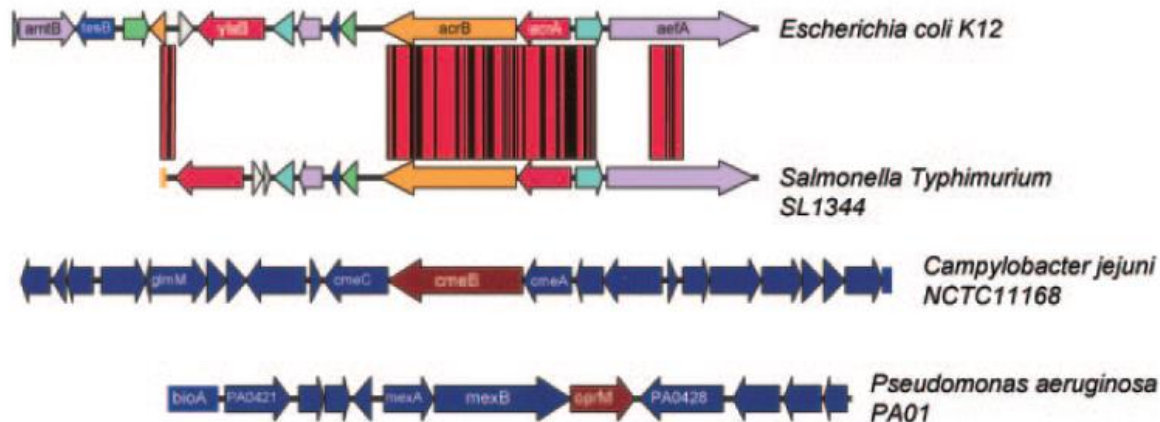 amtB tesB ylaB acrB acrA aefA Escherichia coli K12
Salmonella Typhimurium
SL1344
glmM cmeC cmeB cmeA Campylobacter jejuni
NCTC11168
bioA PA0421 mexA mexB oprM PA0428 Pseudomonas aeruginosa
PA01